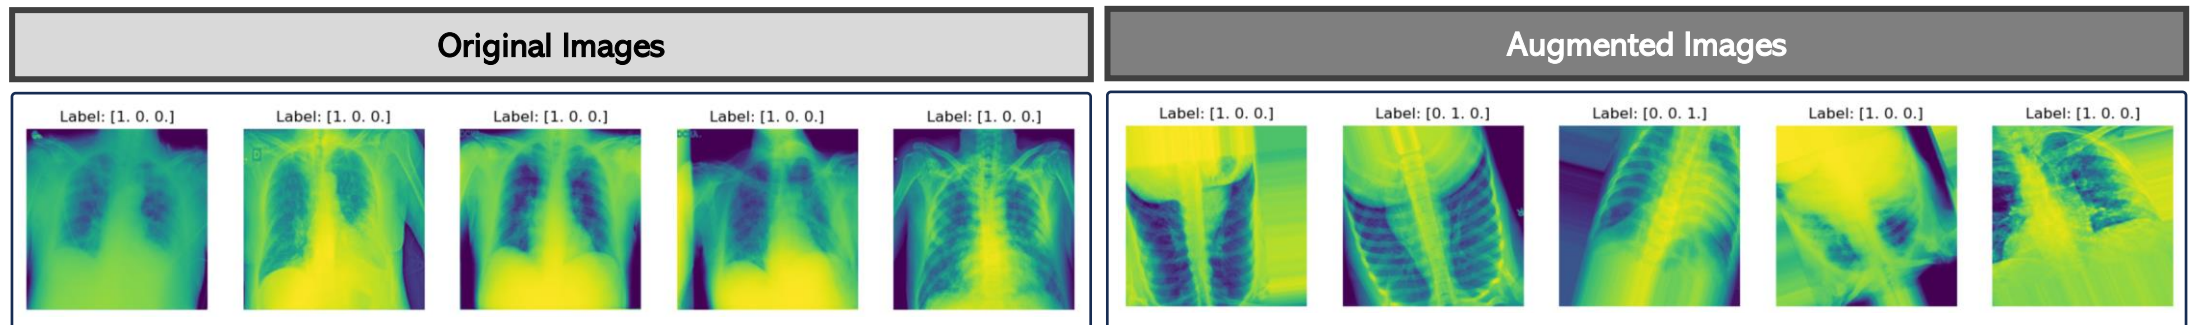 Original Images
Label: [1. 0. 0.]
Label: [1. 0. 0.]
Label: [1. 0. 0.]
Label: [1. 0. 0.]
Label: [1. 0. 0.]
Augmented Images
Label: [1. 0. 0.]
Label: [0. 1. 0.]
Label: [0. 0. 1.]
Label: [1. 0. 0.]
Label: [1. 0. 0.]